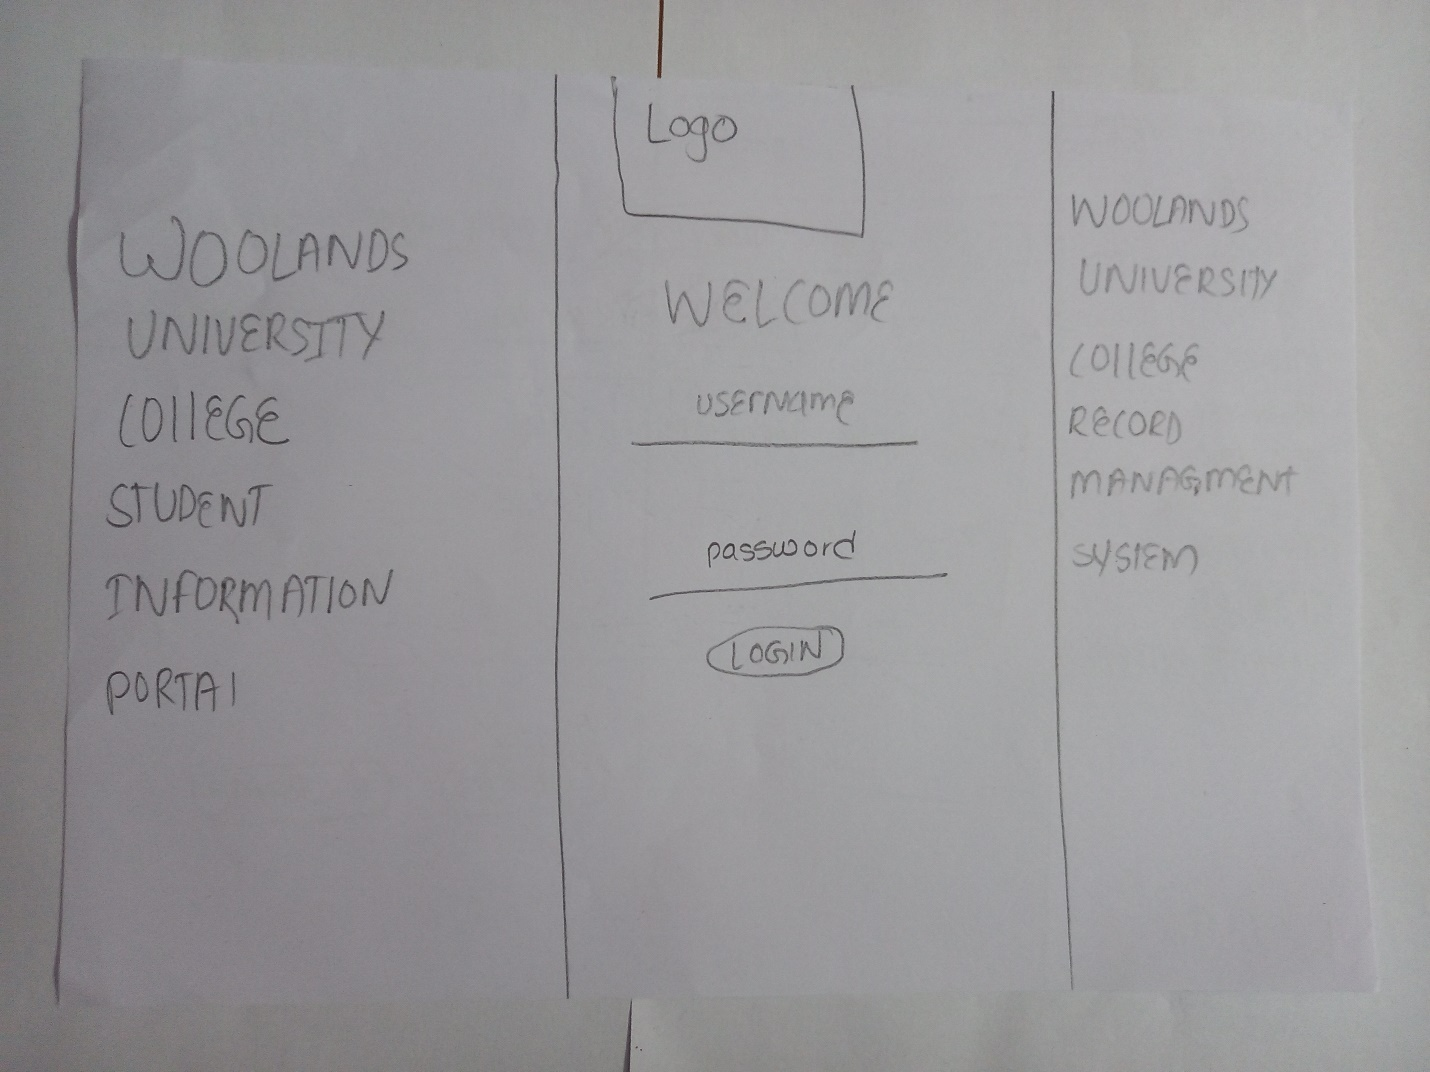 WOOLANDS
UNIVERSITY
COllEGE
STUDENT
INFORMATION
PORTAl
Logo
WELCOME
USERNAME
password
LOGIN
WOOLANDS
UNIVERSITY
COllEGE
RECORD
MANAGMENT
SYSTEM